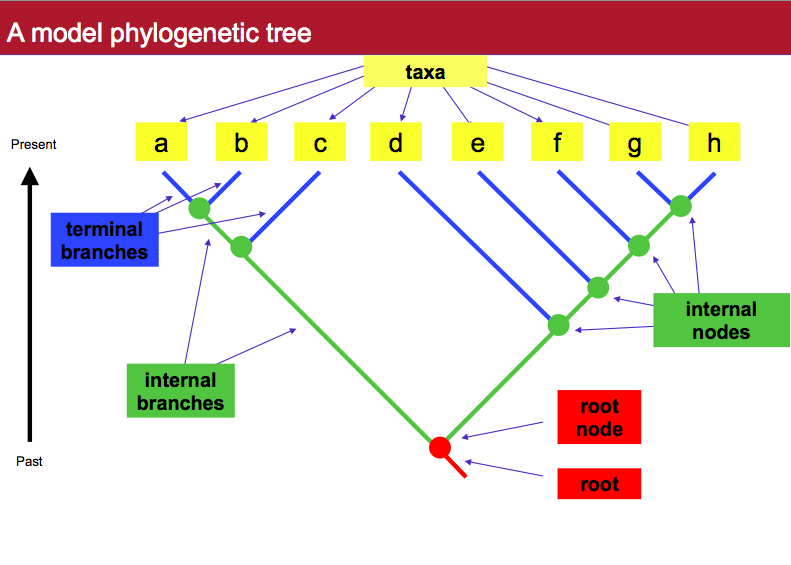 A model phylogenetic tree
taxa
a b c d e f g h
Present
terminal
branches
internal
nodes
internal
branches
root
node
Past
root